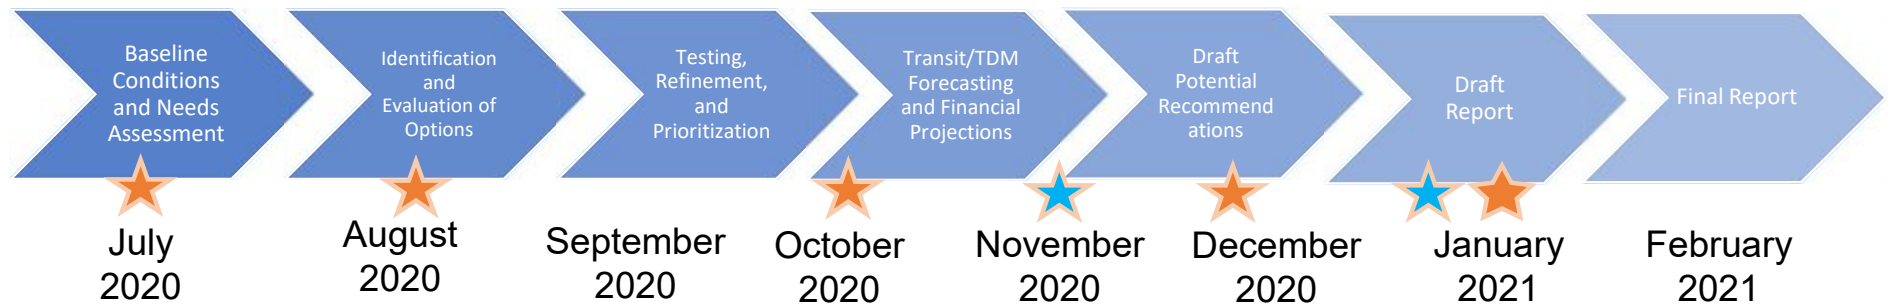 Baseline
Conditions
and Needs
Assessment
Identification
and
Evaluation of
Options
Testing,
Refinement,
and
Prioritization
Transit/TDM
Forecasting
and Financial
Projections
Draft
Potential
Recommend
ations
Draft
Report
Final Report
July
2020
August
2020
September
2020
October
2020
November
2020
December
2020
January
2021
February
2021